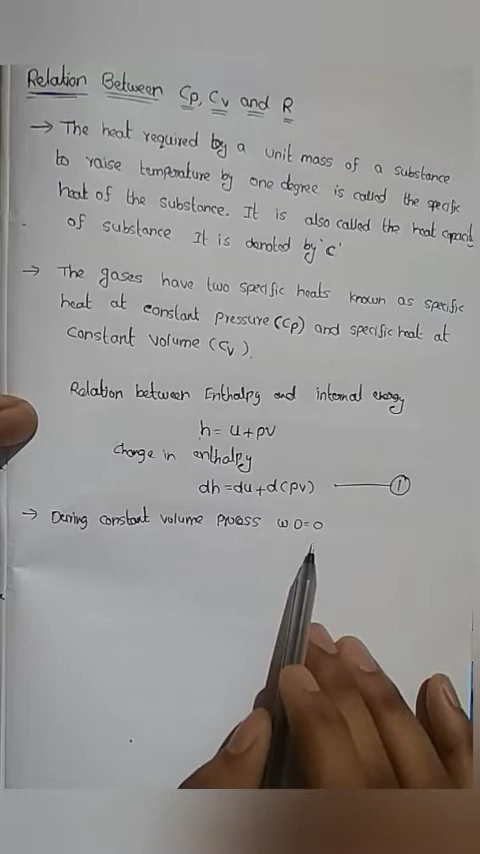 Relation Between Cp, Cv and R
→ The heat required by a unit mass of a substance
to raise temperature by one degree is called the specific
heat of the substance. It is also called the heat capacity
of substance It is denoted by 'c'
→ The gases have two specific heats known as specific
heat at constant pressure (Cp) and specific heat at
constant volume (Cv).
Relation between Enthalpy and internal energy
h = u + pv
change in enthalpy
dh = du + d(pv) —— 1
→ During constant volume process w D = 0